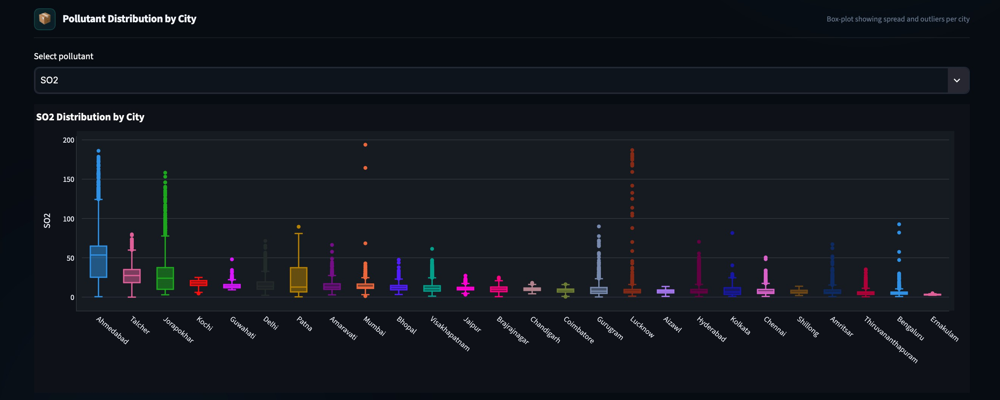 Pollutant Distribution by City
Box-plot showing spread and outliers per city
Select pollutant
SO2
SO2 Distribution by City
200
150
100
50
0
SO2
Ahmedabad
Talcher
Jorapokhar
Kochi
Guwahati
Delhi
Patna
Amaravati
Mumbai
Bhopal
Visakhapatnam
Jaipur
Brajrajnagar
Chandigarh
Coimbatore
Gurugram
Lucknow
Aizawl
Hyderabad
Kolkata
Chennai
Shillong
Amritsar
Thiruvananthapuram
Bengaluru
Ernakulam